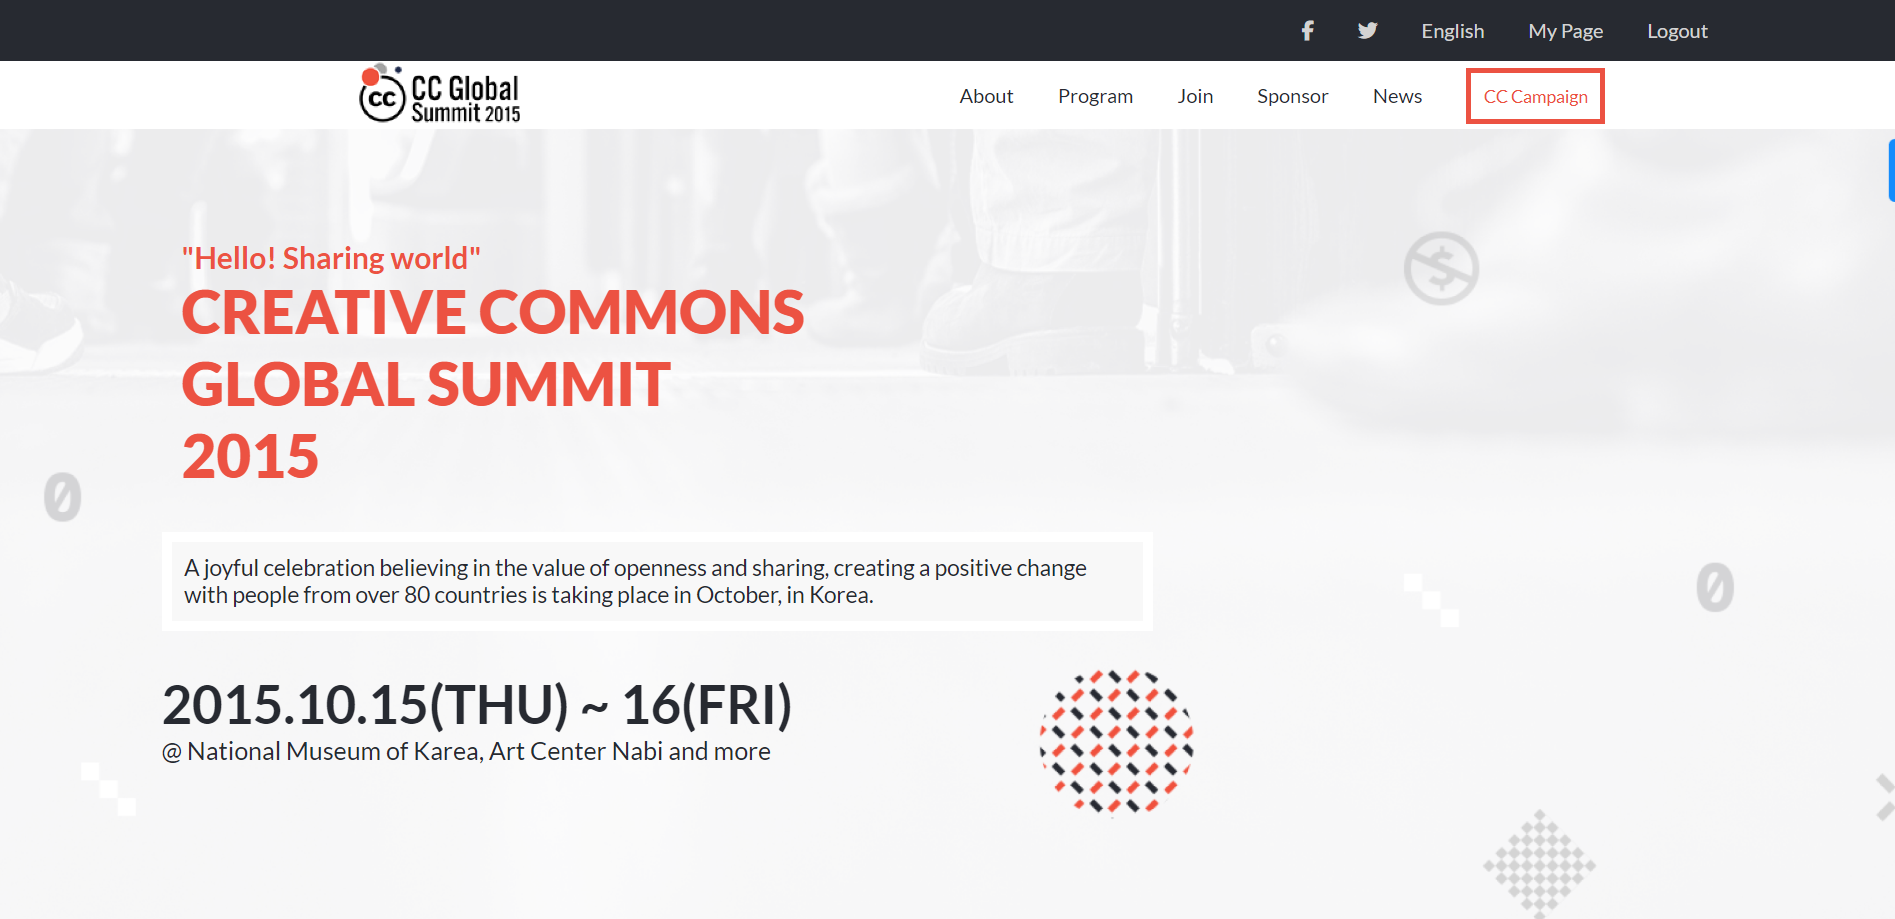 English My Page Logout
CC Global
Summit 2015
cc
About Program Join Sponsor News CC Campaign
"Hello! Sharing world"
CREATIVE COMMONS
GLOBAL SUMMIT
2015
0
A joyful celebration believing in the value of openness and sharing, creating a positive change
with people from over 80 countries is taking place in October, in Korea.
0
2015.10.15(THU) ~ 16(FRI)
@ National Museum of Karea, Art Center Nabi and more